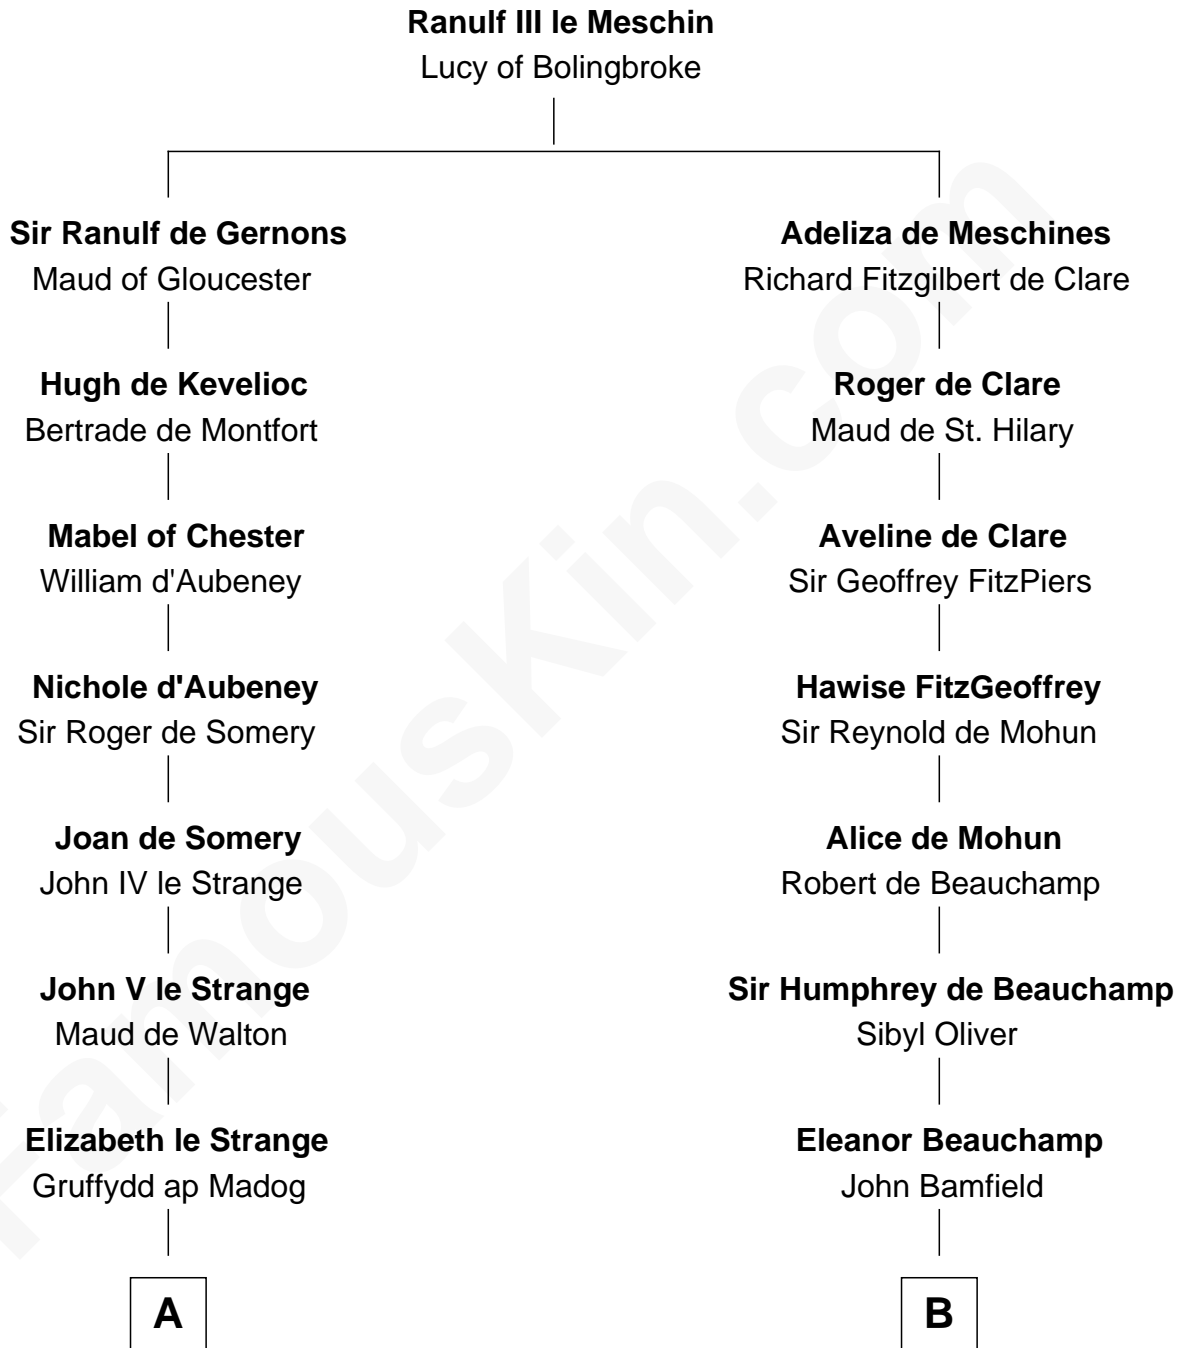 Ranulf III le Meschin
Lucy of Bolingbroke
Sir Ranulf de Gernons
Maud of Gloucester
Hugh de Kevelioc
Bertrade de Montfort
Mabel of Chester
William d'Aubeney
Nichole d'Aubeney
Sir Roger de Somery
Joan de Somery
John IV le Strange
John V le Strange
Maud de Walton
Elizabeth le Strange
Gruffydd ap Madog
A
Adeliza de Meschines
Richard Fitzgilbert de Clare
Roger de Clare
Maud de St. Hilary
Aveline de Clare
Sir Geoffrey FitzPiers
Hawise FitzGeoffrey
Sir Reynold de Mohun
Alice de Mohun
Robert de Beauchamp
Sir Humphrey de Beauchamp
Sibyl Oliver
Eleanor Beauchamp
John Bamfield
B
FamousKin.com